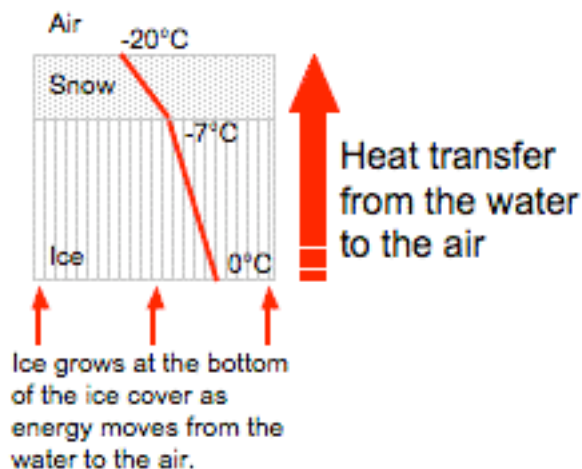 Air
-20°C
Snow
-7°C
Ice
0°C
Heat transfer
from the water
to the air
Ice grows at the bottom
of the ice cover as
energy moves from the
water to the air.